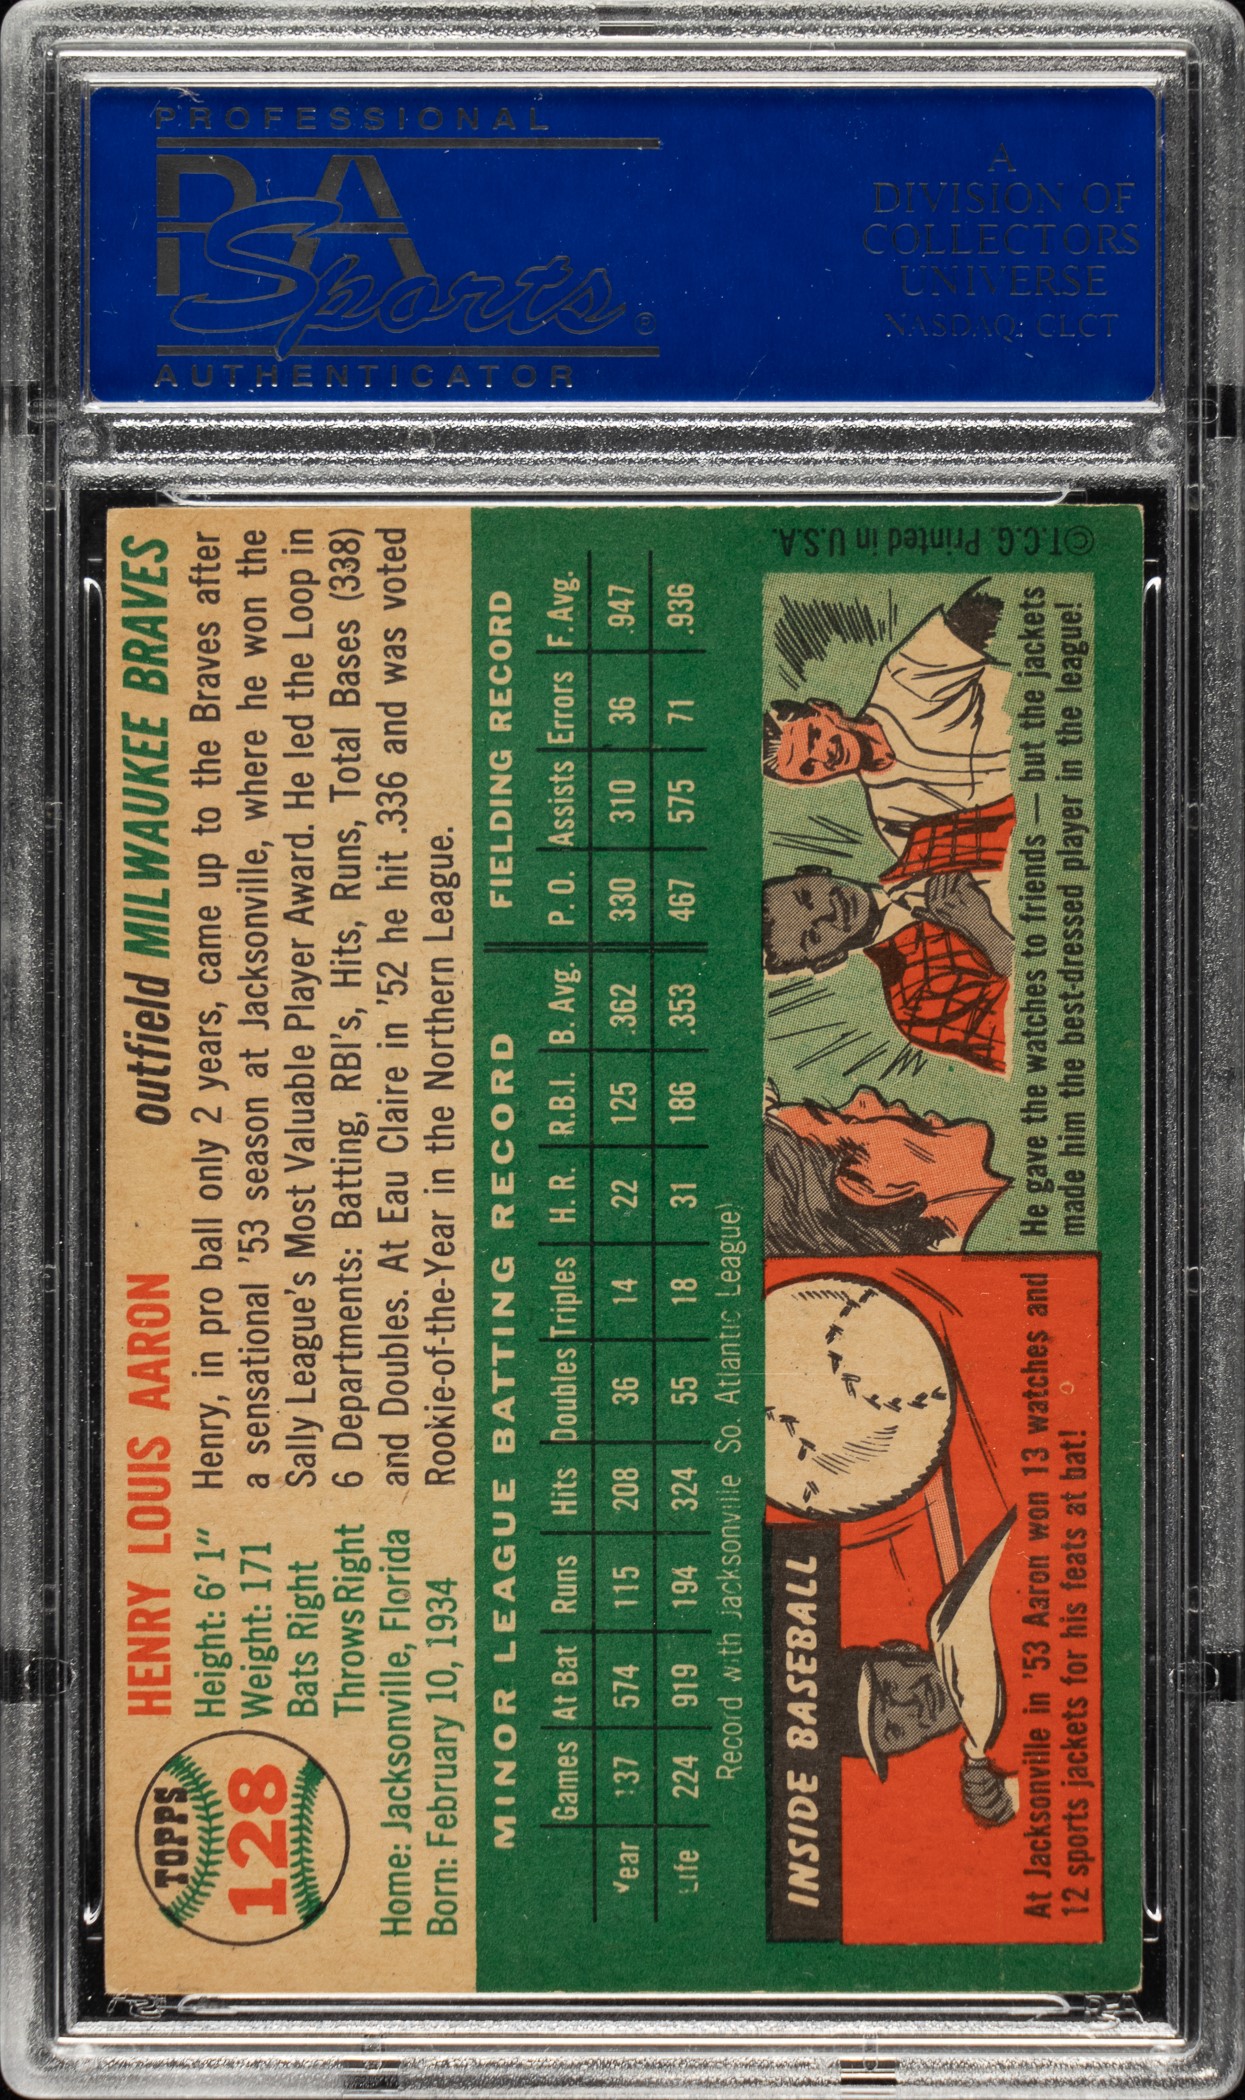 PROFESSIONAL
PSA
Sports®
AUTHENTICATOR
A
DIVISION OF
COLLECTORS
UNIVERSE
NASDAQ: CLCT
TOPPS
128
HENRY LOUIS AARON
outfield MILWAUKEE BRAVES
Height: 6' 1"
Weight: 171
Bats Right
Throws Right
Home: Jacksonville, Florida
Born: February 10, 1934
Henry, in pro ball only 2 years, came up to the Braves after
a sensational '53 season at Jacksonville, where he won the
Sally League's Most Valuable Player Award. He led the Loop in
6 Departments: Batting, RBI's, Hits, Runs, Total Bases (338)
and Doubles. At Eau Claire in '52 he hit .336 and was voted
Rookie-of-the-Year in the Northern League.
MINOR LEAGUE BATTING RECORD FIELDING RECORD
Games At Bat Runs Hits Doubles Triples H. R. R.B.I. B. Avg. P. O. Assists Errors F. Avg.
Year 137 574 115 208 36 14 22 125 .362 330 310 36 .947
Life 224 919 194 324 55 18 31 186 .353 467 575 71 .936
Record with Jacksonville (So. Atlantic League)
INSIDE BASEBALL
At Jacksonville in '53 Aaron won 13 watches and
12 sports jackets for his feats at bat!
He gave the watches to friends — but the jackets
made him the best-dressed player in the league!
©T.C.G. Printed in U.S.A.
PSA